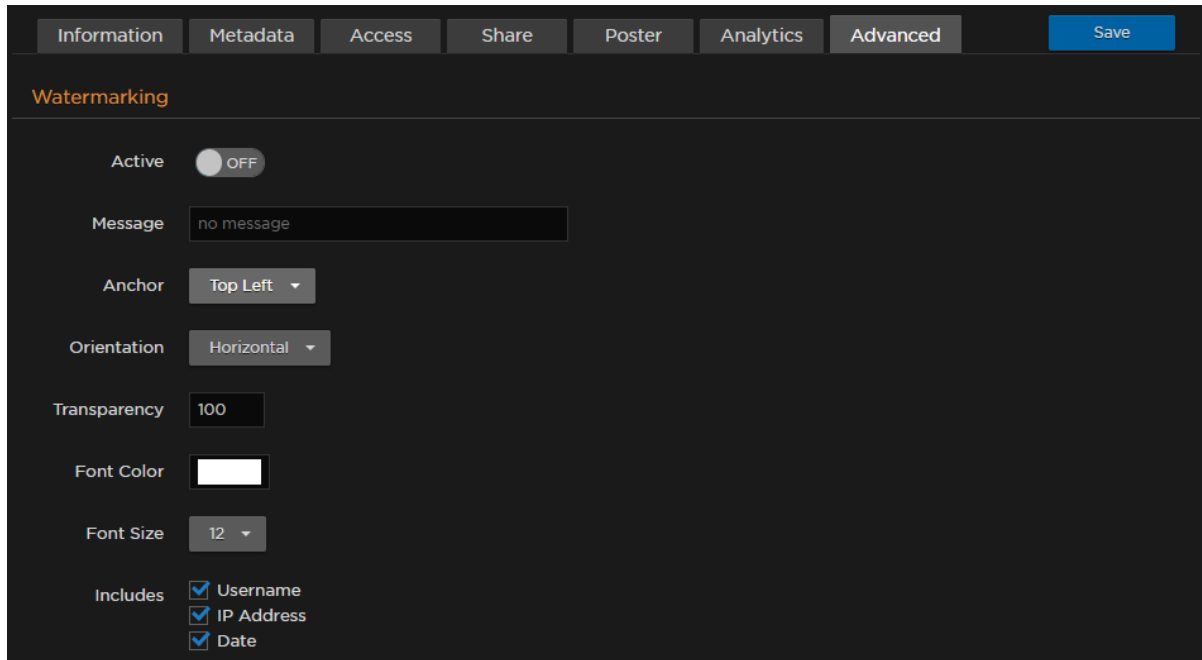 Information Metadata Access Share Poster Analytics Advanced Save
Watermarking
Active OFF
Message no message
Anchor Top Left
Orientation Horizontal
Transparency 100
Font Color
Font Size 12
Includes Username
IP Address
Date